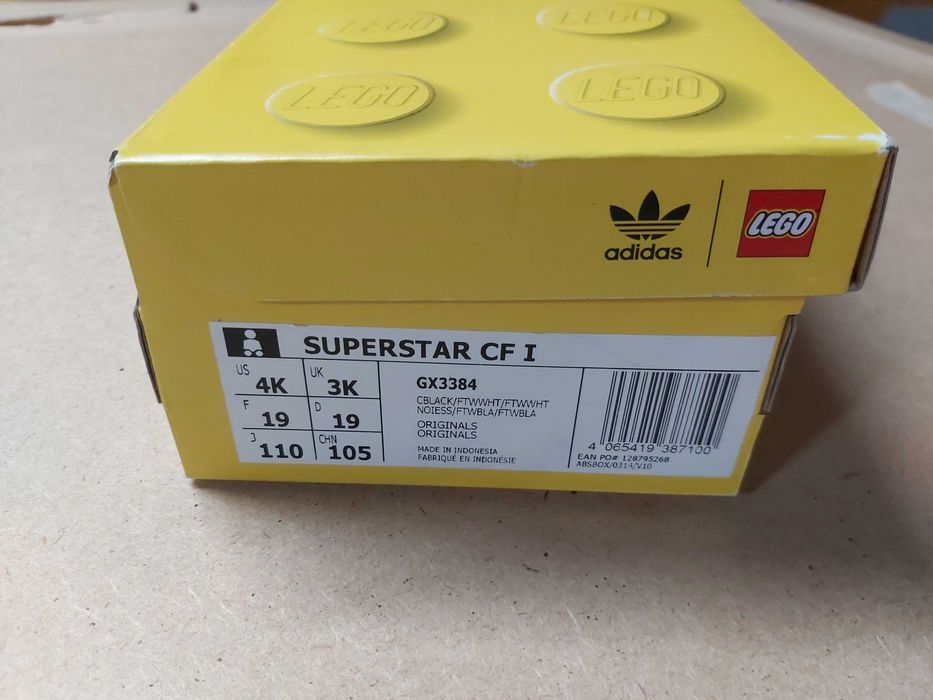 LEGO
LEGO
LEGO
LEGO
adidas
LEGO
SUPERSTAR CF I
US 4K
UK 3K
F 19
D 19
J 110
CHN 105
GX3384
CBLACK/FTWWHT/FTWWHT
NOIESS/FTWBLA/FTWBLA
ORIGINALS
ORIGINALS
MADE IN INDONESIA
FABRIQUÉ EN INDONÉSIE
4 065419 387100
EAN PO# 128795268
ABSBOX/0314/V10